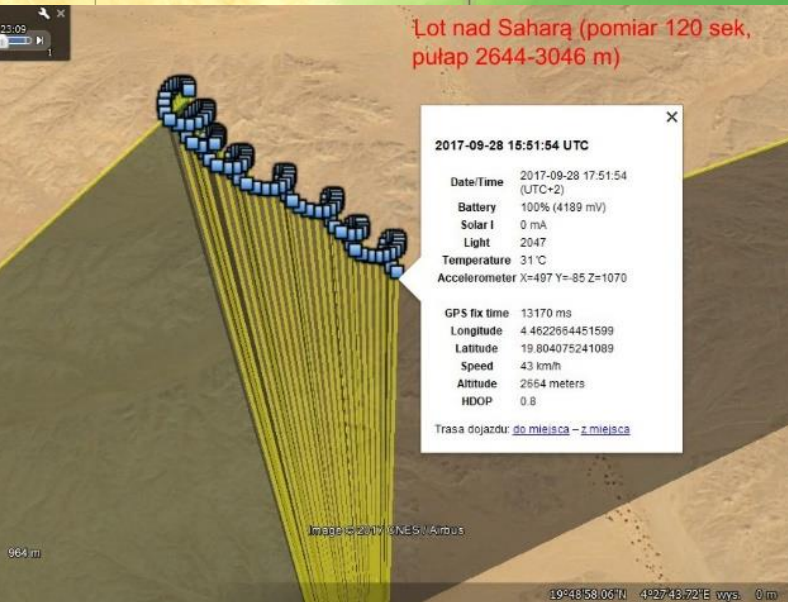 23:09
1
Lot nad Saharą (pomiar 120 sek,
pułap 2644-3046 m)
2017-09-28 15:51:54 UTC
Date/Time 2017-09-28 17:51:54
(UTC+2)
Battery 100% (4189 mV)
Solar I 0 mA
Light 2047
Temperature 31 °C
Accelerometer X=497 Y=-85 Z=1070
GPS fix time 13170 ms
Longitude 4.4622664451599
Latitude 19.804075241089
Speed 43 km/h
Altitude 2664 meters
HDOP 0.8
Trasa dojazdu: do miejsca – z miejsca
Image © 2017 CNES / Airbus
964 m
19°48'58.06"N 4°27'43.72"E wys. 0 m